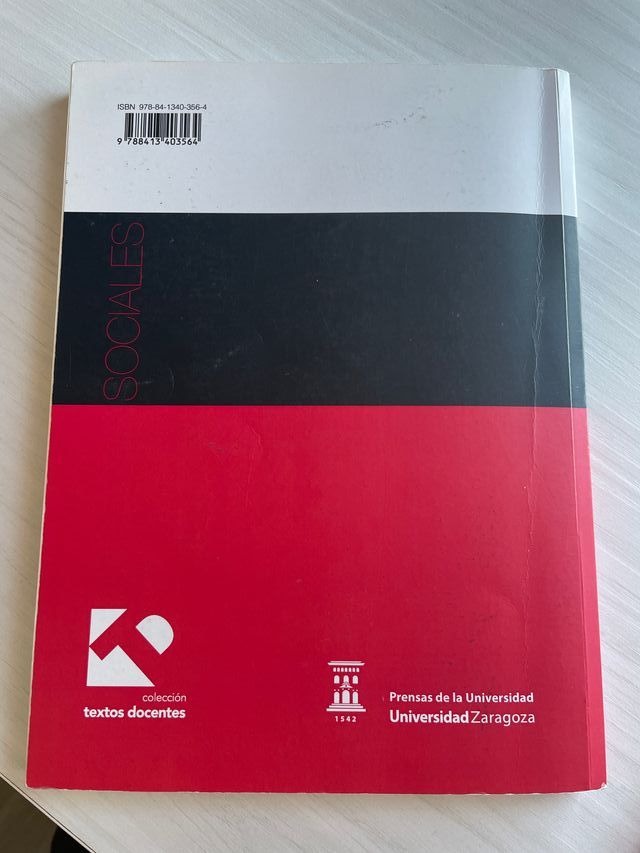 ISBN 978-84-1340-356-4
9 788413 403564
SOCIALES
colección
textos docentes
1542
Prensas de la Universidad
Universidad Zaragoza